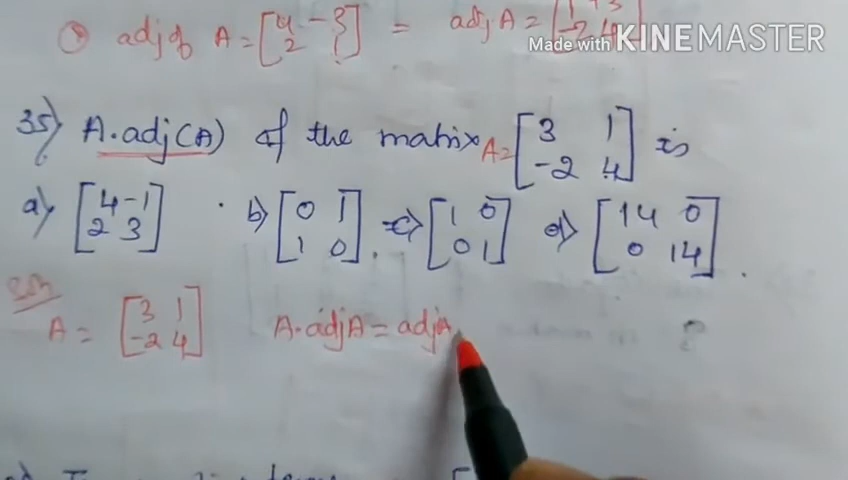 adj of A = [4 -3 2 1] = adj A = [1 +3 -2 4]
Made with KINEMASTER
35) A.adj(A) of the matrix A= [3 1 -2 4] is
a) [4 -1 2 3] . b) [0 1 1 0] . c) [1 0 0 1] d) [14 0 0 14] .
Soln
A = [3 1 -2 4] A.adjA = adjA